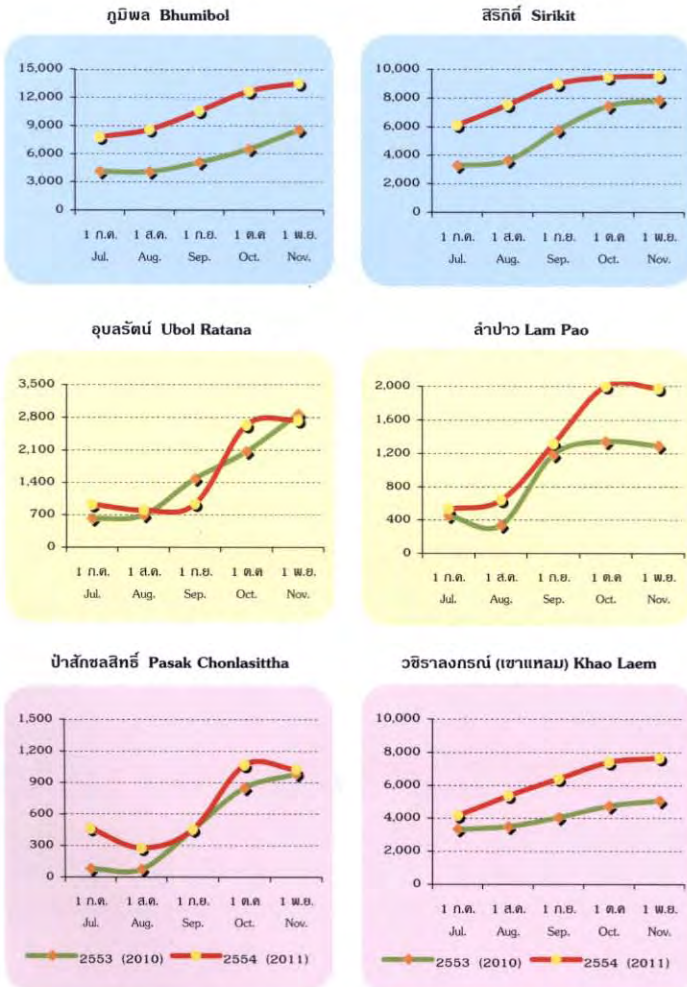 ภูมิพล Bhumibol
15,000
12,000
9,000
6,000
3,000
0
1 ก.ค. 1 ส.ค. 1 ก.ย. 1 ต.ค 1 พ.ย.
Jul. Aug. Sep. Oct. Nov.
สิริกิติ์ Sirikit
10,000
8,000
6,000
4,000
2,000
0
1 ก.ค. 1 ส.ค. 1 ก.ย. 1 ต.ค 1 พ.ย.
Jul. Aug. Sep. Oct. Nov.
อุบลรัตน์ Ubol Ratana
3,500
2,800
2,100
1,400
700
0
1 ก.ค. 1 ส.ค. 1 ก.ย. 1 ต.ค 1 พ.ย.
Jul. Aug. Sep. Oct. Nov.
ลำปาว Lam Pao
2,000
1,600
1,200
800
400
0
1 ก.ค. 1 ส.ค. 1 ก.ย. 1 ต.ค 1 พ.ย.
Jul. Aug. Sep. Oct. Nov.
ป่าสักชลสิทธิ์ Pasak Chonlasittha
1,500
1,200
900
600
300
0
1 ก.ค. 1 ส.ค. 1 ก.ย. 1 ต.ค 1 พ.ย.
Jul. Aug. Sep. Oct. Nov.
2553 (2010) 2554 (2011)
วชิราลงกรณ์ (เขาแหลม) Khao Laem
10,000
8,000
6,000
4,000
2,000
0
1 ก.ค. 1 ส.ค. 1 ก.ย. 1 ต.ค 1 พ.ย.
Jul. Aug. Sep. Oct. Nov.
2553 (2010) 2554 (2011)